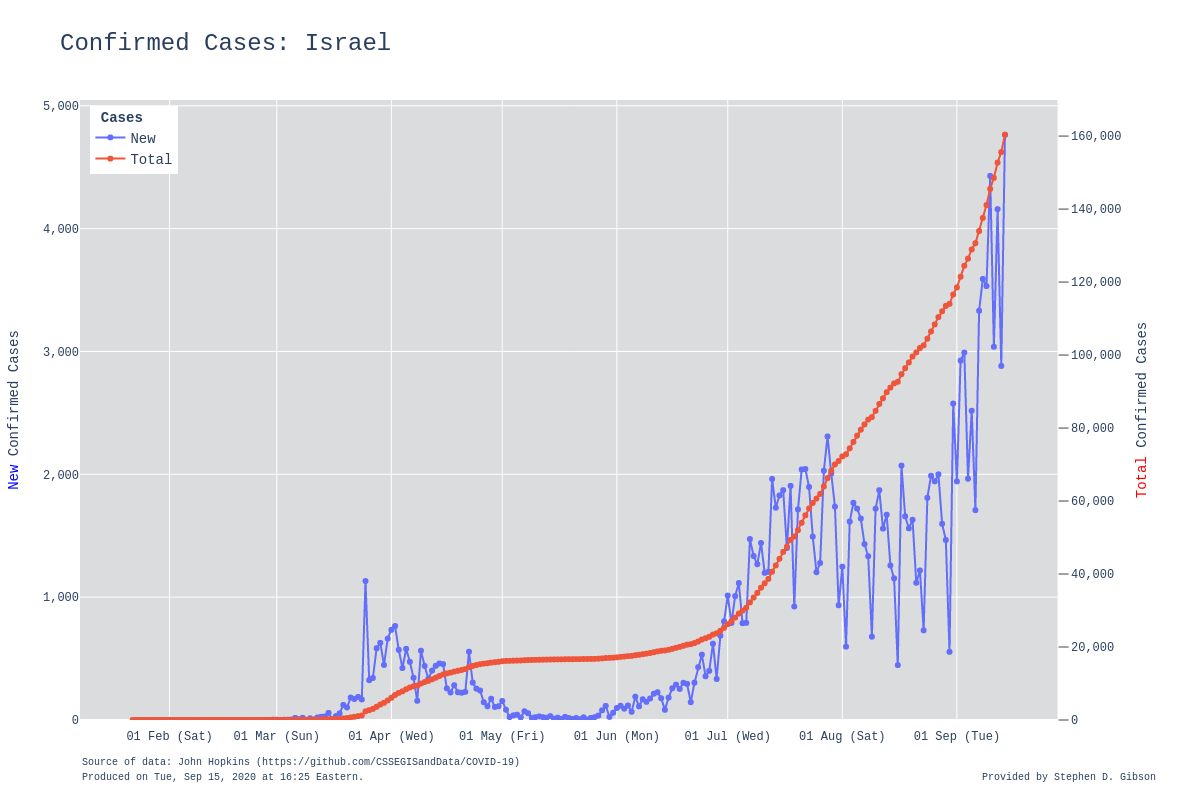 Confirmed Cases: Israel
Cases
New
Total
5,000
4,000
3,000
2,000
1,000
0
New Confirmed Cases
160,000
140,000
120,000
100,000
80,000
60,000
40,000
20,000
0
Total Confirmed Cases
01 Feb (Sat) 01 Mar (Sun) 01 Apr (Wed) 01 May (Fri) 01 Jun (Mon) 01 Jul (Wed) 01 Aug (Sat) 01 Sep (Tue)
Source of data: John Hopkins (https://github.com/CSSEGISandData/COVID-19)
Produced on Tue, Sep 15, 2020 at 16:25 Eastern.
Provided by Stephen D. Gibson